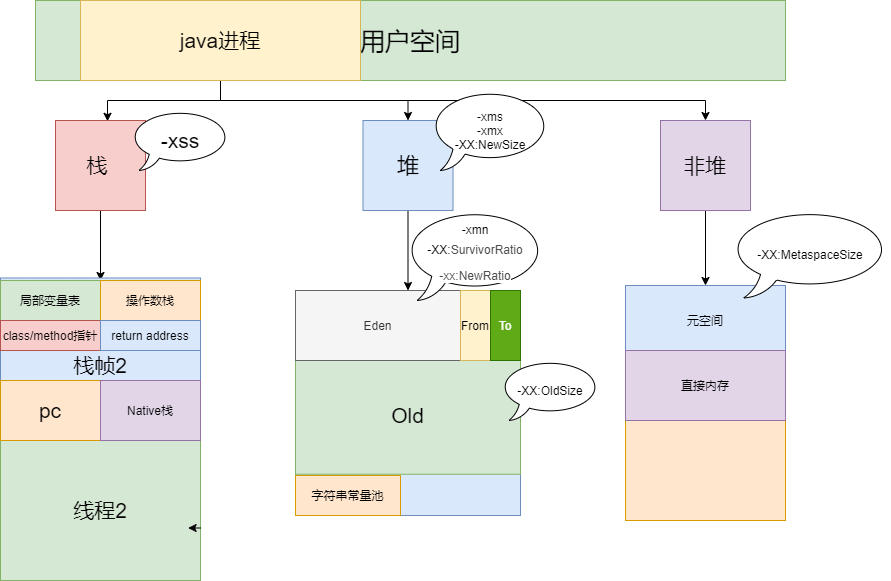 java进程
用户空间
栈
-xss
堆
-xms
-xmx
-XX:NewSize
非堆
-xmn
-XX:SurvivorRatio
-xx:NewRatio
-XX:MetaspaceSize
局部变量表
操作数栈
class/method指针
return address
栈帧2
pc
Native栈
线程2
Eden
From
To
Old
-XX:OldSize
字符串常量池
元空间
直接内存